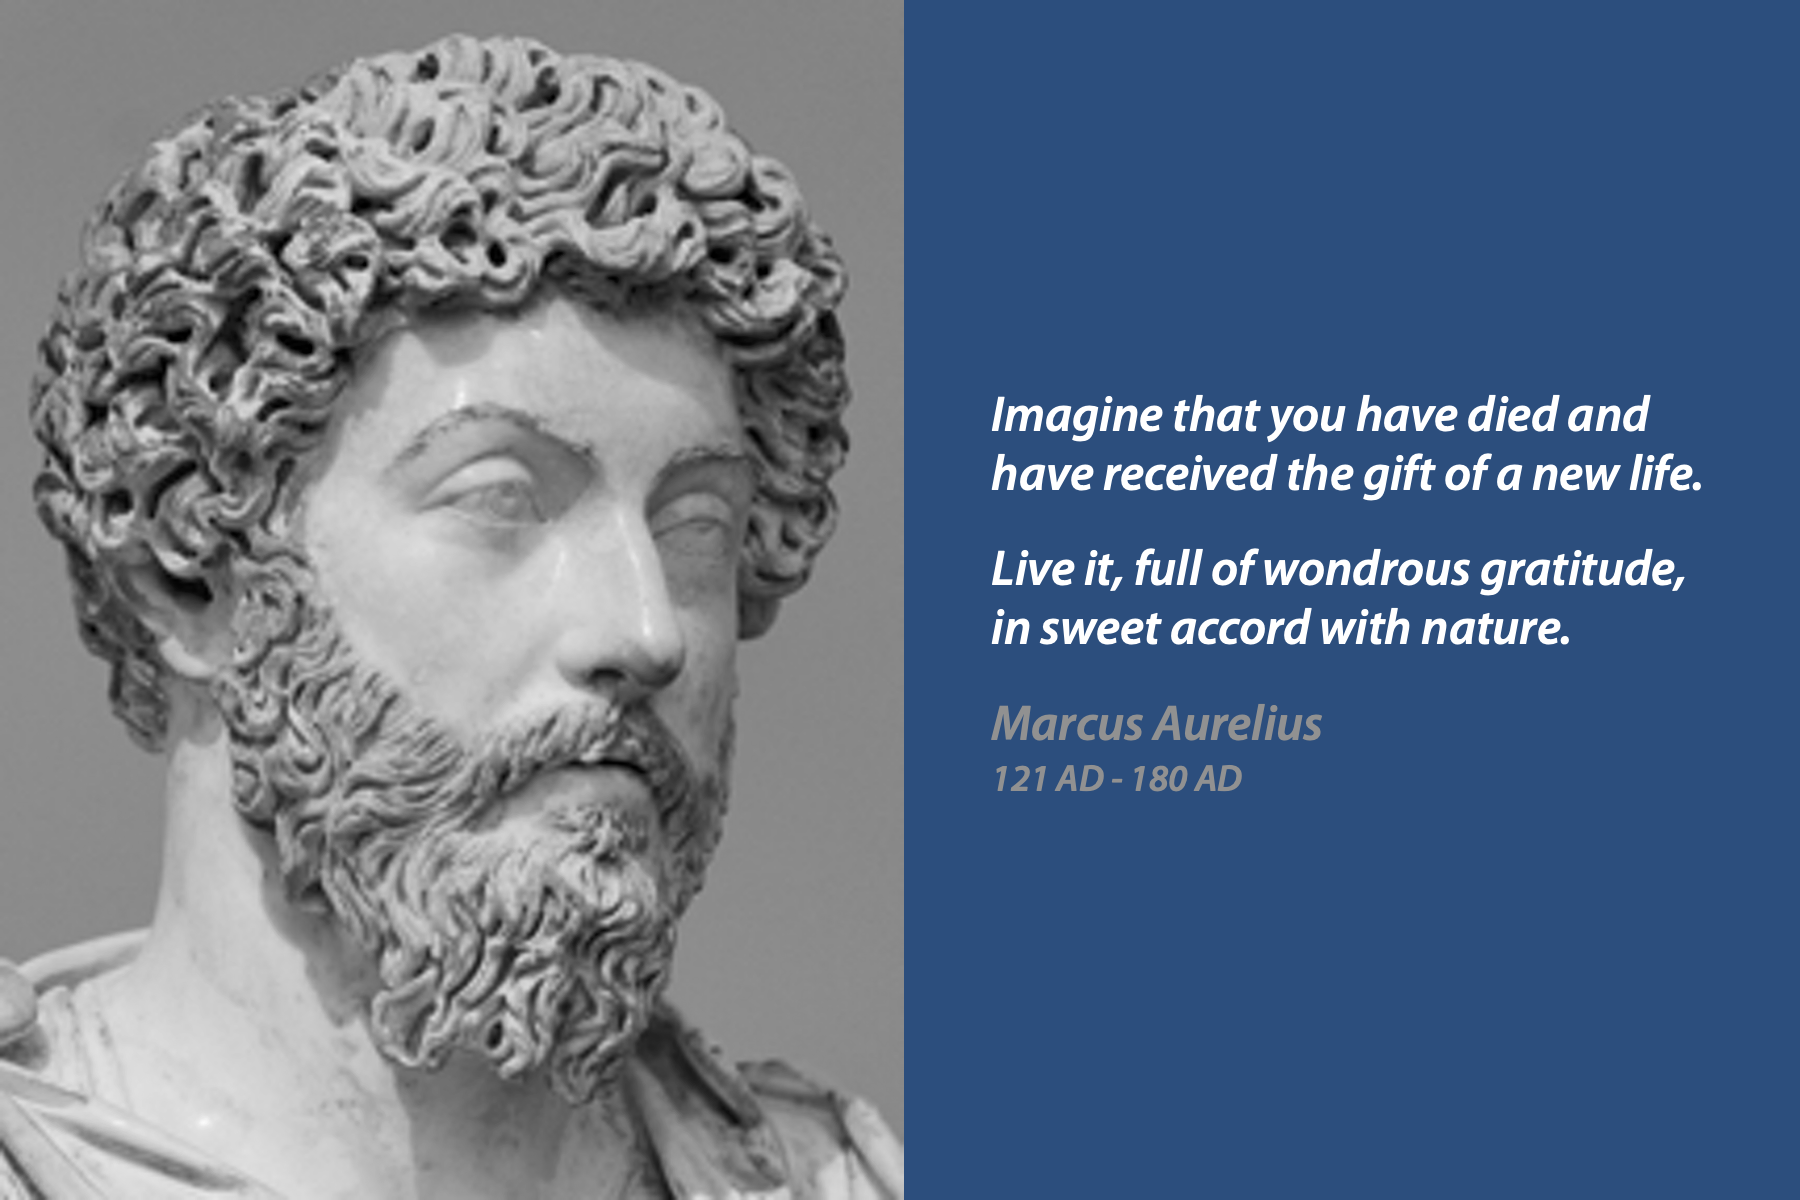 Imagine that you have died and
have received the gift of a new life.
Live it, full of wondrous gratitude,
in sweet accord with nature.
Marcus Aurelius
121 AD - 180 AD